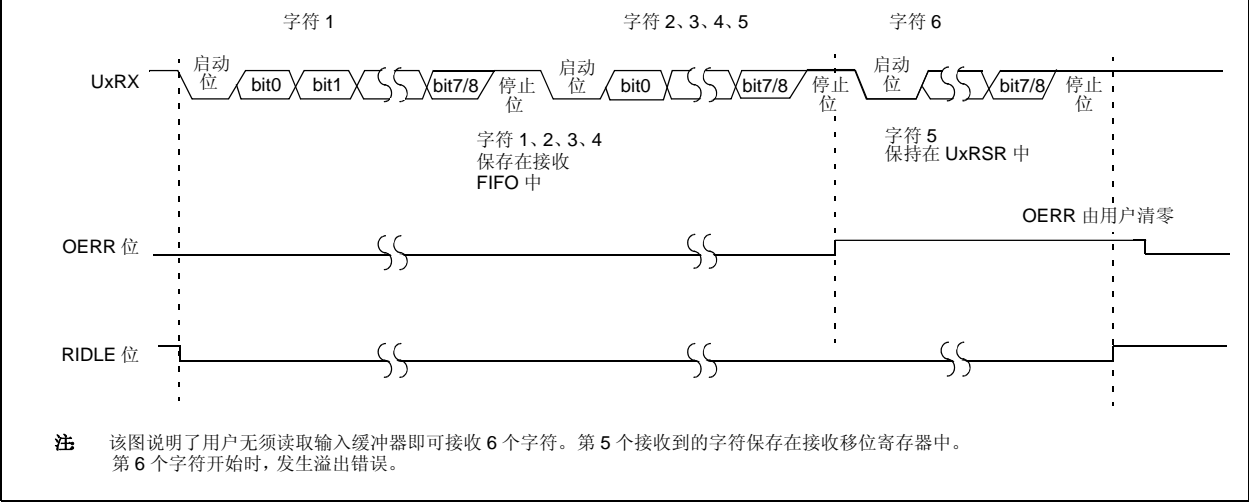 字符 1
字符 2、3、4、5
字符 6
UxRX
启动
位
bit0
bit1
bit7/8
停止
位
启动
位
bit0
bit7/8
停止
位
启动
位
bit7/8
停止
位
字符 1、2、3、4
保存在接收
FIFO 中
字符 5
保持在 UxRSR 中
OERR 由用户清零
OERR 位
RIDLE 位
注: 该图说明了用户无须读取输入缓冲器即可接收 6 个字符。第 5 个接收到的字符保存在接收移位寄存器中。
第 6 个字符开始时，发生溢出错误。